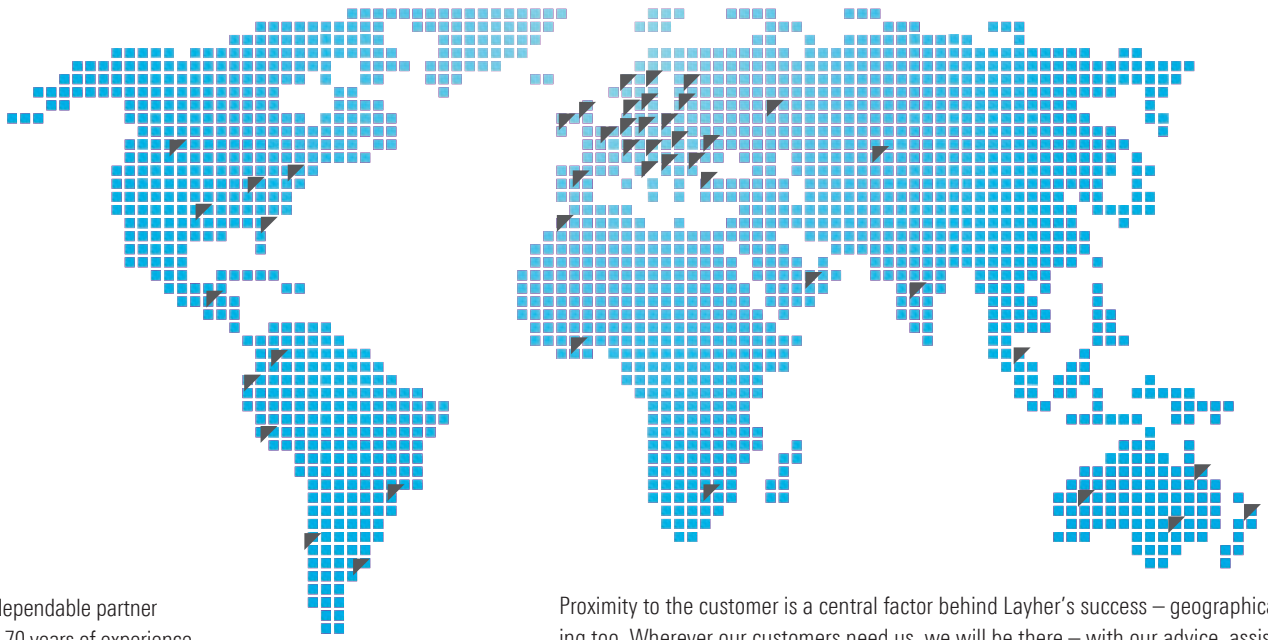 dependable partner
70 years of experience
Proximity to the customer is a central factor behind Layher's success – geographica
ing too. Wherever our customers need us, we will be there – with our advice, assis